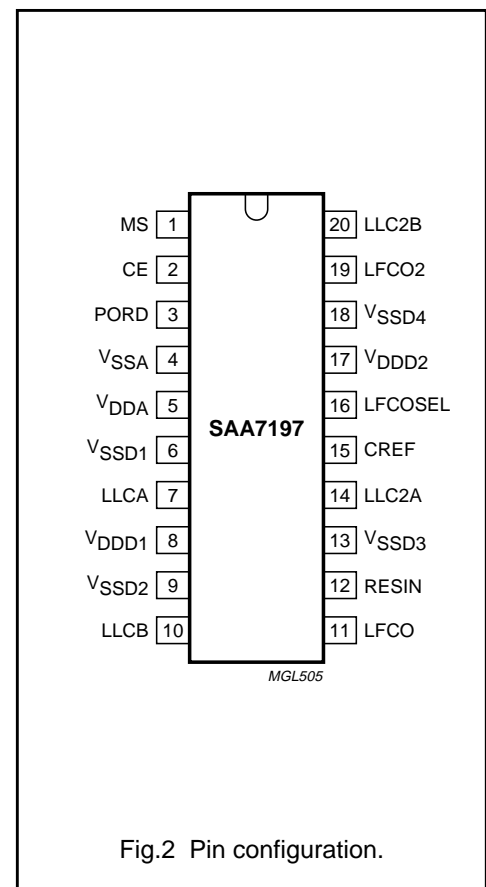 MS 1 20 LLC2B
CE 2 19 LFCO2
PORD 3 18 VSSD4
VSSA 4 17 VDDD2
VDDA 5 16 LFCOSEL
SAA7197
VSSD1 6 15 CREF
LLCA 7 14 LLC2A
VDDD1 8 13 VSSD3
VSSD2 9 12 RESIN
LLCB 10 11 LFCO
MGL505
Fig.2 Pin configuration.